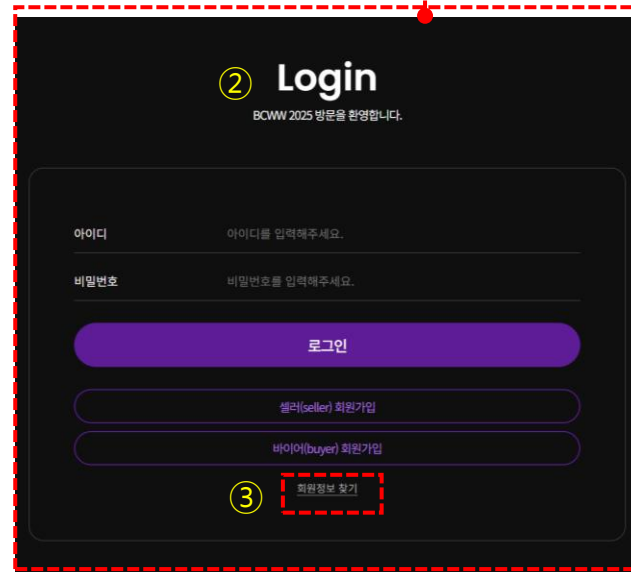 ② Login
BCWW 2025 방문을 환영합니다.
아이디 아이디를 입력해주세요.
비밀번호 비밀번호를 입력해주세요.
로그인
셀러(seller) 회원가입
바이어(buyer) 회원가입
③ 회원정보 찾기